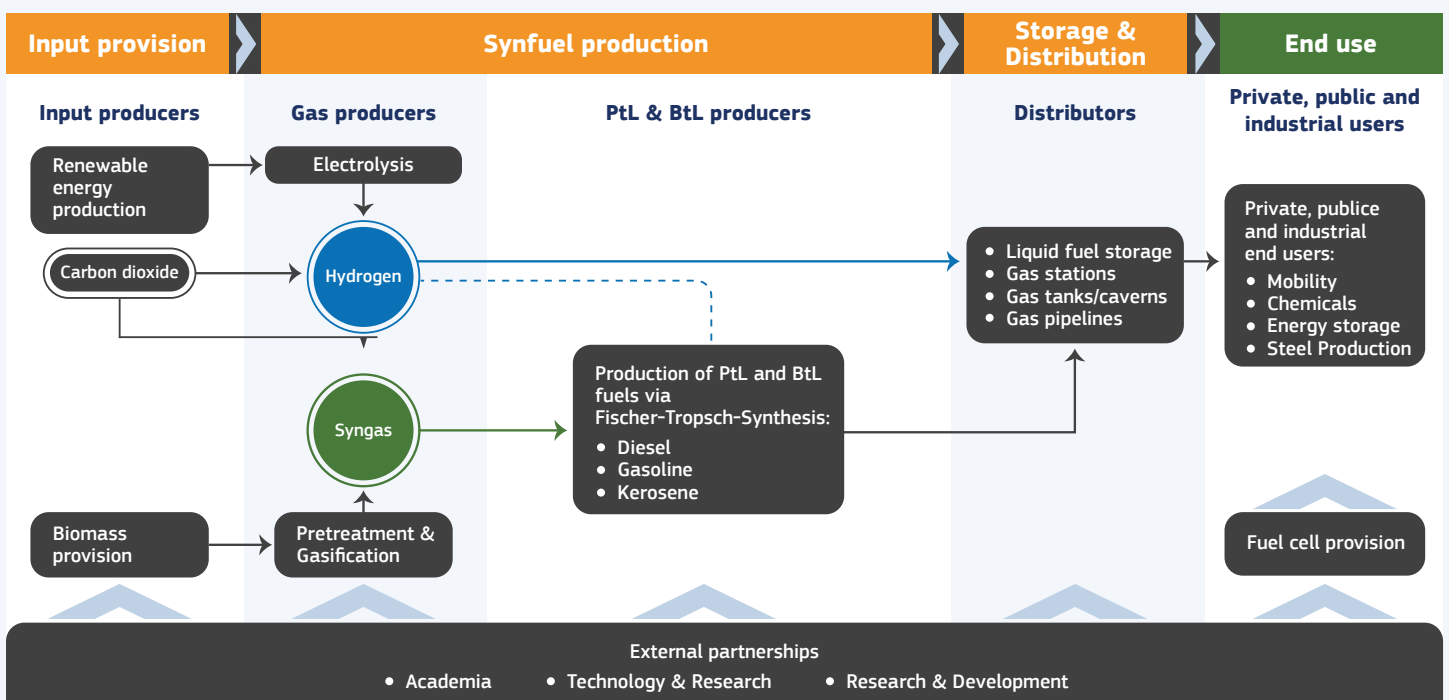 Input provision
Synfuel production
Storage &
Distribution
End use
Input producers
Gas producers
PtL & BtL producers
Distributors
Private, public and
industrial users
Renewable
energy
production
Electrolysis
Carbon dioxide
Hydrogen
Syngas
Biomass
provision
Pretreatment &
Gasification
Production of PtL and BtL
fuels via
Fischer-Tropsch-Synthesis:
• Diesel
• Gasoline
• Kerosene
• Liquid fuel storage
• Gas stations
• Gas tanks/caverns
• Gas pipelines
Private, publice
and industrial
end users:
• Mobility
• Chemicals
• Energy storage
• Steel Production
Fuel cell provision
External partnerships
• Academia • Technology & Research • Research & Development